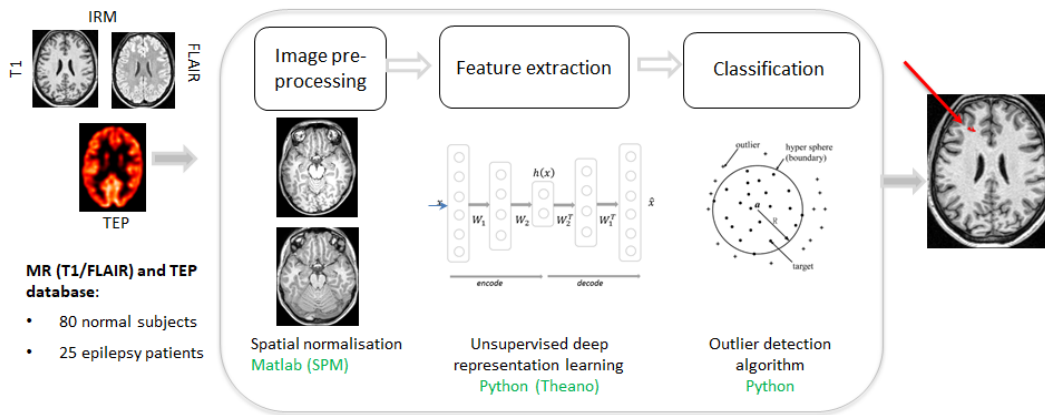 IRM
T1
FLAIR
TEP
MR (T1/FLAIR) and TEP
database:
• 80 normal subjects
• 25 epilepsy patients
Image pre-
processing
Feature extraction
Classification
x
W₁
W₂
h(x)
W₂ᵀ
W₁ᵀ
x̂
encode
decode
outlier
hyper sphere
(boundary)
a
R
target
Spatial normalisation
Matlab (SPM)
Unsupervised deep
representation learning
Python (Theano)
Outlier detection
algorithm
Python